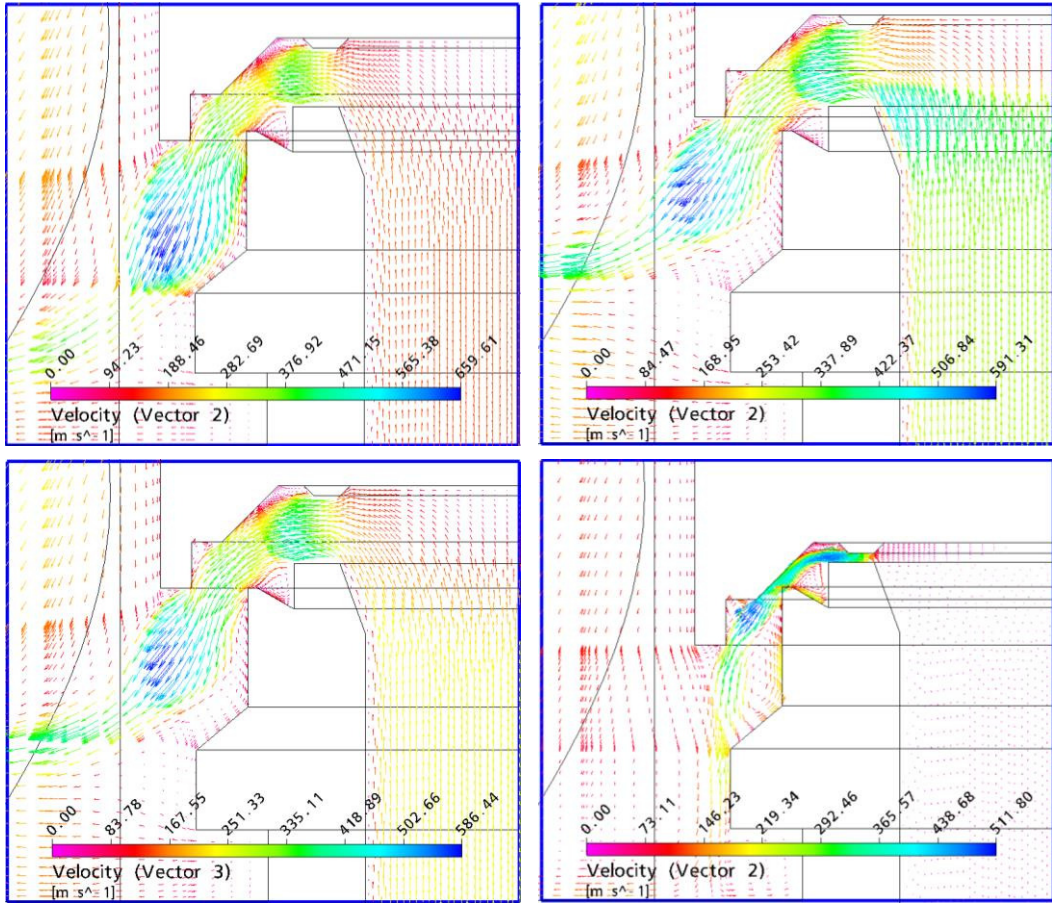 0.00 94.23 188.46 282.69 376.92 471.15 565.38 659.61
Velocity (Vector 2)
[m s^-1]
0.00 84.47 168.95 253.42 337.89 422.37 506.84 591.31
Velocity (Vector 2)
[m s^-1]
0.00 83.78 167.55 251.33 335.11 418.89 502.66 586.44
Velocity (Vector 3)
[m s^-1]
0.00 73.11 146.23 219.34 292.46 365.57 438.68 511.80
Velocity (Vector 2)
[m s^-1]